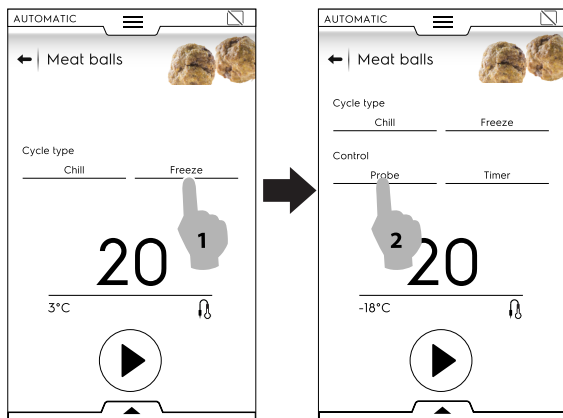 AUTOMATIC
Meat balls
Cycle type
Chill Freeze
1
20
3°C
AUTOMATIC
Meat balls
Cycle type
Chill Freeze
Control
Probe Timer
2
20
-18°C